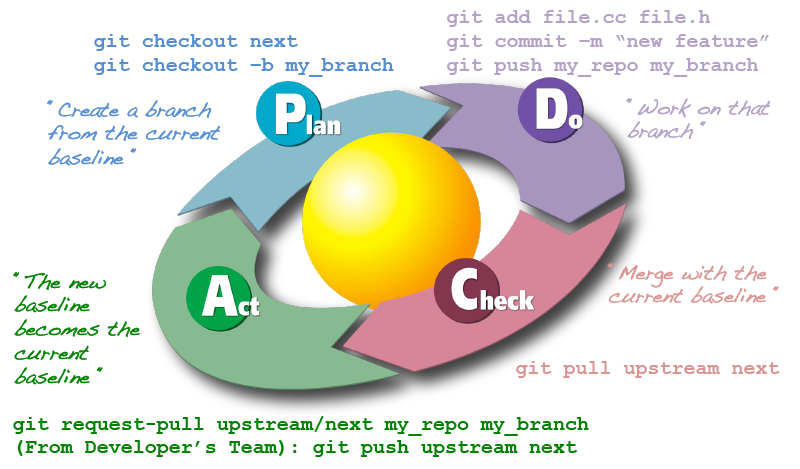 git checkout next
git checkout –b my_branch
git add file.cc file.h
git commit –m “new feature”
git push my_repo my_branch
Plan
Do
" Create a branch
from the current
baseline"
" Work on that
branch"
Act
Check
" The new
baseline
becomes the
current
baseline"
" Merge with the
current baseline"
git pull upstream next
git request-pull upstream/next my_repo my_branch
(From Developer’s Team): git push upstream next